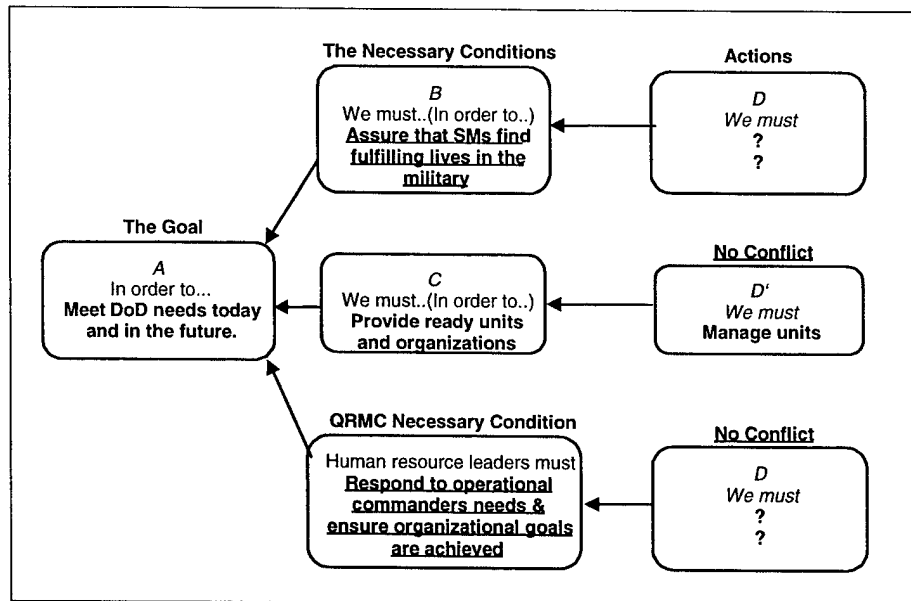 The Necessary Conditions
B
We must..(In order to..)
Assure that SMs find
fulfilling lives in the
military
Actions
D
We must
?
?
The Goal
A
In order to...
Meet DoD needs today
and in the future.
C
We must..(In order to..)
Provide ready units
and organizations
No Conflict
D'
We must
Manage units
QRMC Necessary Condition
Human resource leaders must
Respond to operational
commanders needs &
ensure organizational goals
are achieved
No Conflict
D
We must
?
?